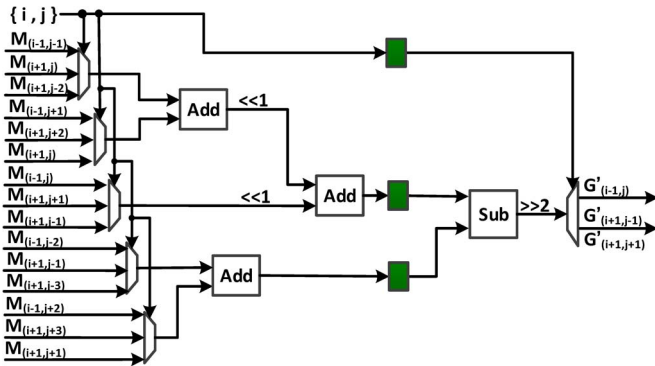 { i , j }
M(i-1,j-1)
M(i+1,j)
M(i+1,j-2)
M(i-1,j+1)
M(i+1,j+2)
M(i+1,j)
M(i-1,j)
M(i+1,j+1)
M(i+1,j-1)
M(i-1,j-2)
M(i+1,j-1)
M(i+1,j-3)
M(i-1,j+2)
M(i+1,j+3)
M(i+1,j+1)
Add
<<1
<<1
Add
Add
Sub
>>2
G'(i-1,j)
G'(i+1,j-1)
G'(i+1,j+1)